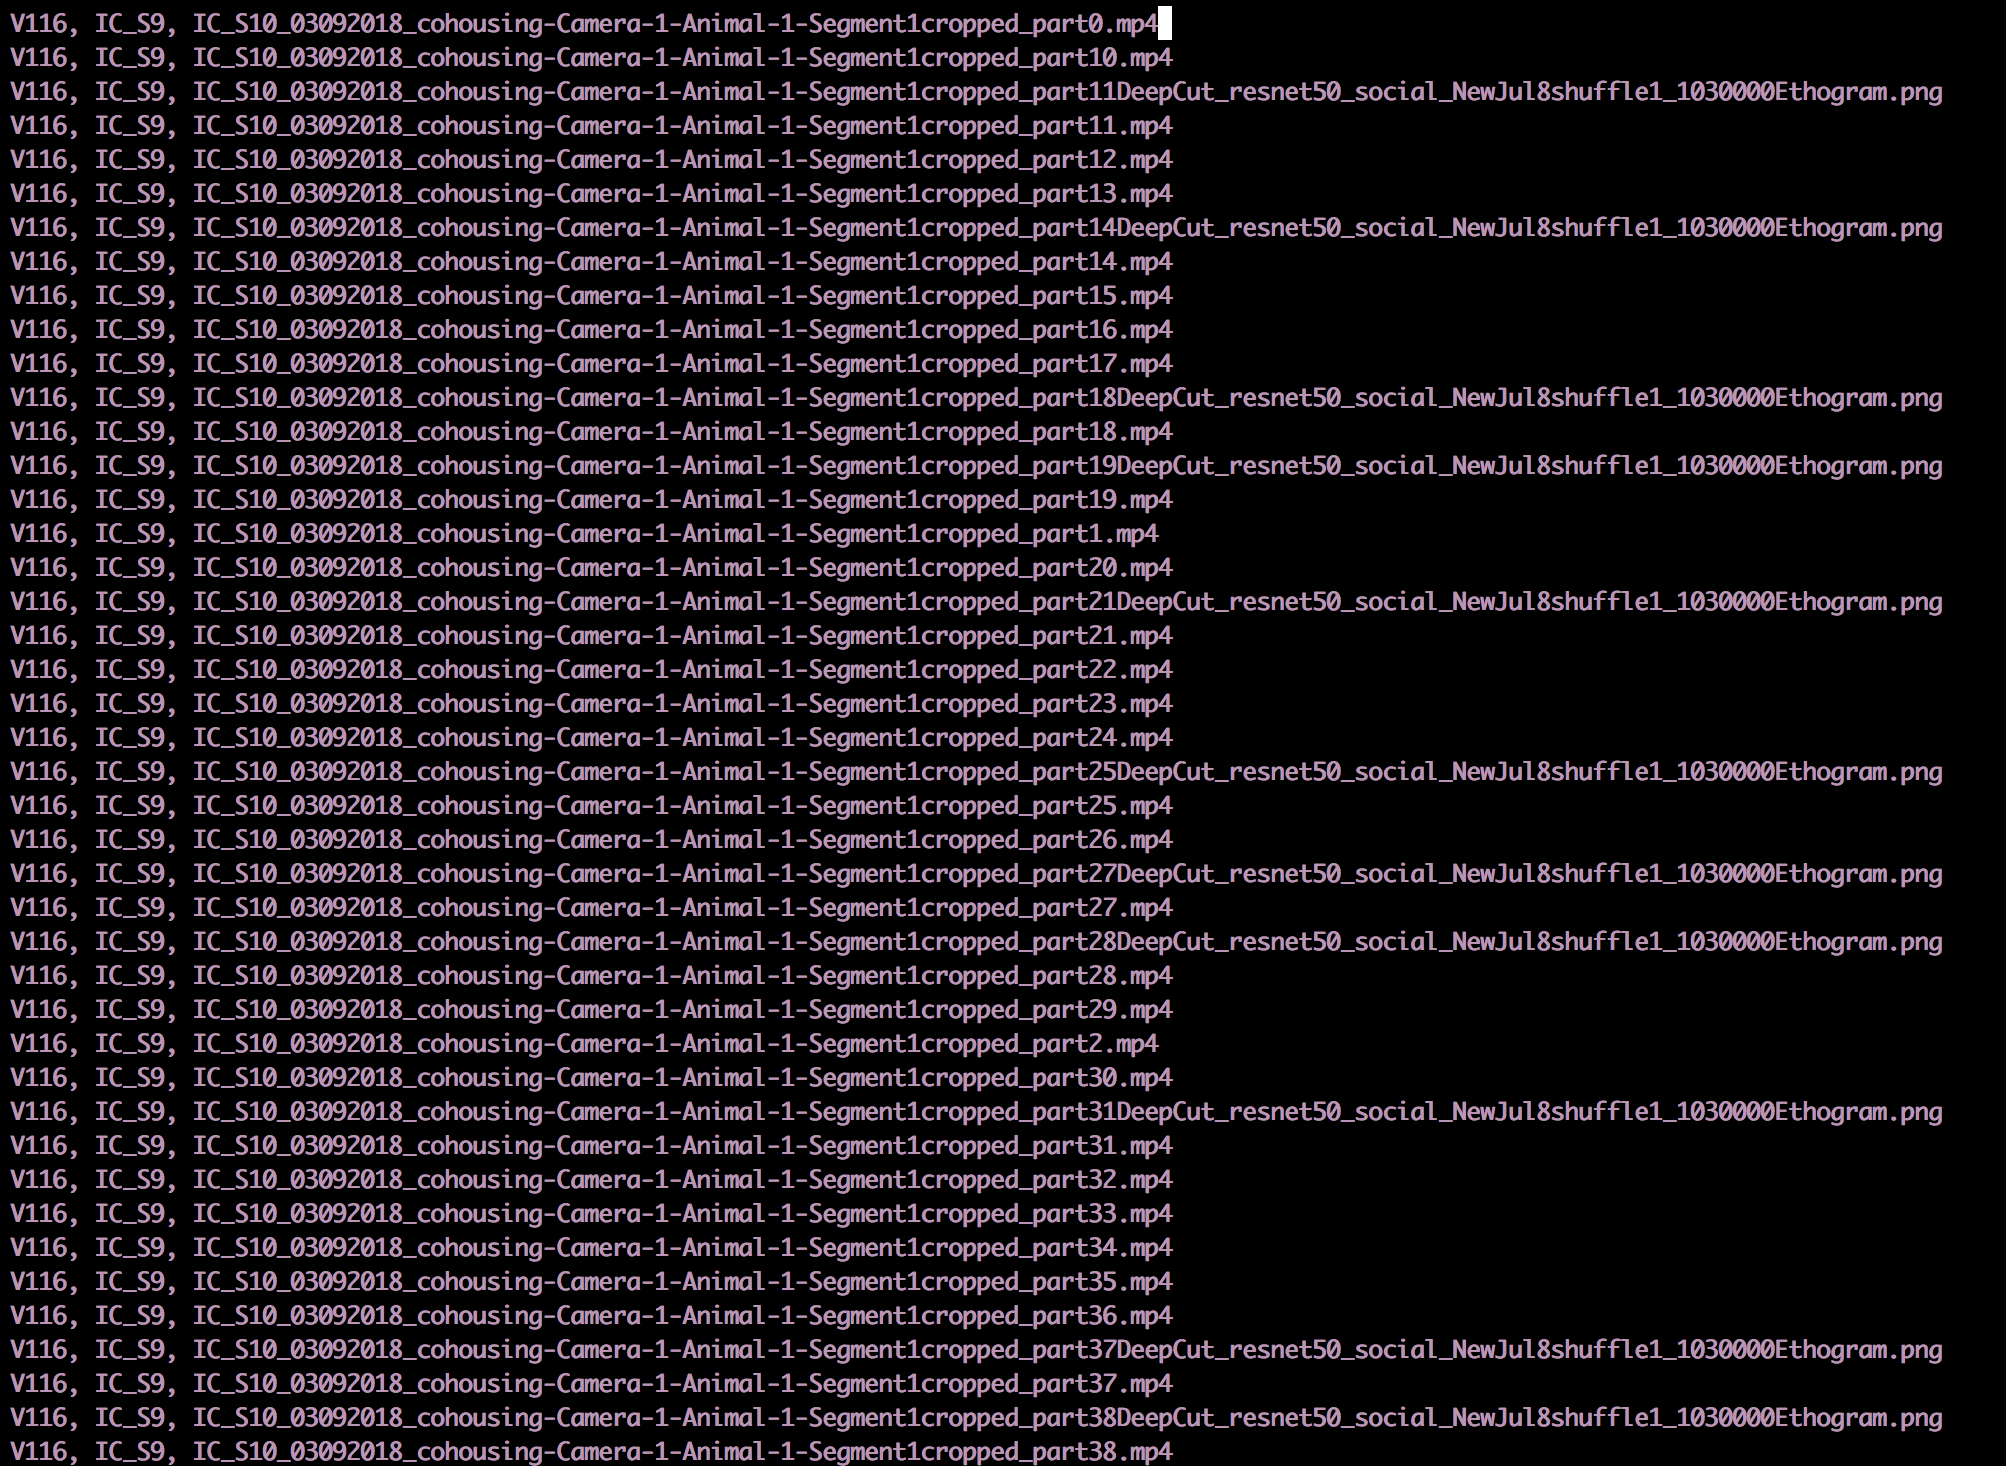 V116, IC_S9, IC_S10_03092018_cohousing-Camera-1-Animal-1-Segment1cropped_part0.mp4
V116, IC_S9, IC_S10_03092018_cohousing-Camera-1-Animal-1-Segment1cropped_part10.mp4
V116, IC_S9, IC_S10_03092018_cohousing-Camera-1-Animal-1-Segment1cropped_part11DeepCut_resnet50_social_NewJul8shuffle1_1030000Ethogram.png
V116, IC_S9, IC_S10_03092018_cohousing-Camera-1-Animal-1-Segment1cropped_part11.mp4
V116, IC_S9, IC_S10_03092018_cohousing-Camera-1-Animal-1-Segment1cropped_part12.mp4
V116, IC_S9, IC_S10_03092018_cohousing-Camera-1-Animal-1-Segment1cropped_part13.mp4
V116, IC_S9, IC_S10_03092018_cohousing-Camera-1-Animal-1-Segment1cropped_part14DeepCut_resnet50_social_NewJul8shuffle1_1030000Ethogram.png
V116, IC_S9, IC_S10_03092018_cohousing-Camera-1-Animal-1-Segment1cropped_part14.mp4
V116, IC_S9, IC_S10_03092018_cohousing-Camera-1-Animal-1-Segment1cropped_part15.mp4
V116, IC_S9, IC_S10_03092018_cohousing-Camera-1-Animal-1-Segment1cropped_part16.mp4
V116, IC_S9, IC_S10_03092018_cohousing-Camera-1-Animal-1-Segment1cropped_part17.mp4
V116, IC_S9, IC_S10_03092018_cohousing-Camera-1-Animal-1-Segment1cropped_part18DeepCut_resnet50_social_NewJul8shuffle1_1030000Ethogram.png
V116, IC_S9, IC_S10_03092018_cohousing-Camera-1-Animal-1-Segment1cropped_part18.mp4
V116, IC_S9, IC_S10_03092018_cohousing-Camera-1-Animal-1-Segment1cropped_part19DeepCut_resnet50_social_NewJul8shuffle1_1030000Ethogram.png
V116, IC_S9, IC_S10_03092018_cohousing-Camera-1-Animal-1-Segment1cropped_part19.mp4
V116, IC_S9, IC_S10_03092018_cohousing-Camera-1-Animal-1-Segment1cropped_part1.mp4
V116, IC_S9, IC_S10_03092018_cohousing-Camera-1-Animal-1-Segment1cropped_part20.mp4
V116, IC_S9, IC_S10_03092018_cohousing-Camera-1-Animal-1-Segment1cropped_part21DeepCut_resnet50_social_NewJul8shuffle1_1030000Ethogram.png
V116, IC_S9, IC_S10_03092018_cohousing-Camera-1-Animal-1-Segment1cropped_part21.mp4
V116, IC_S9, IC_S10_03092018_cohousing-Camera-1-Animal-1-Segment1cropped_part22.mp4
V116, IC_S9, IC_S10_03092018_cohousing-Camera-1-Animal-1-Segment1cropped_part23.mp4
V116, IC_S9, IC_S10_03092018_cohousing-Camera-1-Animal-1-Segment1cropped_part24.mp4
V116, IC_S9, IC_S10_03092018_cohousing-Camera-1-Animal-1-Segment1cropped_part25DeepCut_resnet50_social_NewJul8shuffle1_1030000Ethogram.png
V116, IC_S9, IC_S10_03092018_cohousing-Camera-1-Animal-1-Segment1cropped_part25.mp4
V116, IC_S9, IC_S10_03092018_cohousing-Camera-1-Animal-1-Segment1cropped_part26.mp4
V116, IC_S9, IC_S10_03092018_cohousing-Camera-1-Animal-1-Segment1cropped_part27DeepCut_resnet50_social_NewJul8shuffle1_1030000Ethogram.png
V116, IC_S9, IC_S10_03092018_cohousing-Camera-1-Animal-1-Segment1cropped_part27.mp4
V116, IC_S9, IC_S10_03092018_cohousing-Camera-1-Animal-1-Segment1cropped_part28DeepCut_resnet50_social_NewJul8shuffle1_1030000Ethogram.png
V116, IC_S9, IC_S10_03092018_cohousing-Camera-1-Animal-1-Segment1cropped_part28.mp4
V116, IC_S9, IC_S10_03092018_cohousing-Camera-1-Animal-1-Segment1cropped_part29.mp4
V116, IC_S9, IC_S10_03092018_cohousing-Camera-1-Animal-1-Segment1cropped_part2.mp4
V116, IC_S9, IC_S10_03092018_cohousing-Camera-1-Animal-1-Segment1cropped_part30.mp4
V116, IC_S9, IC_S10_03092018_cohousing-Camera-1-Animal-1-Segment1cropped_part31DeepCut_resnet50_social_NewJul8shuffle1_1030000Ethogram.png
V116, IC_S9, IC_S10_03092018_cohousing-Camera-1-Animal-1-Segment1cropped_part31.mp4
V116, IC_S9, IC_S10_03092018_cohousing-Camera-1-Animal-1-Segment1cropped_part32.mp4
V116, IC_S9, IC_S10_03092018_cohousing-Camera-1-Animal-1-Segment1cropped_part33.mp4
V116, IC_S9, IC_S10_03092018_cohousing-Camera-1-Animal-1-Segment1cropped_part34.mp4
V116, IC_S9, IC_S10_03092018_cohousing-Camera-1-Animal-1-Segment1cropped_part35.mp4
V116, IC_S9, IC_S10_03092018_cohousing-Camera-1-Animal-1-Segment1cropped_part36.mp4
V116, IC_S9, IC_S10_03092018_cohousing-Camera-1-Animal-1-Segment1cropped_part37DeepCut_resnet50_social_NewJul8shuffle1_1030000Ethogram.png
V116, IC_S9, IC_S10_03092018_cohousing-Camera-1-Animal-1-Segment1cropped_part37.mp4
V116, IC_S9, IC_S10_03092018_cohousing-Camera-1-Animal-1-Segment1cropped_part38DeepCut_resnet50_social_NewJul8shuffle1_1030000Ethogram.png
V116, IC_S9, IC_S10_03092018_cohousing-Camera-1-Animal-1-Segment1cropped_part38.mp4